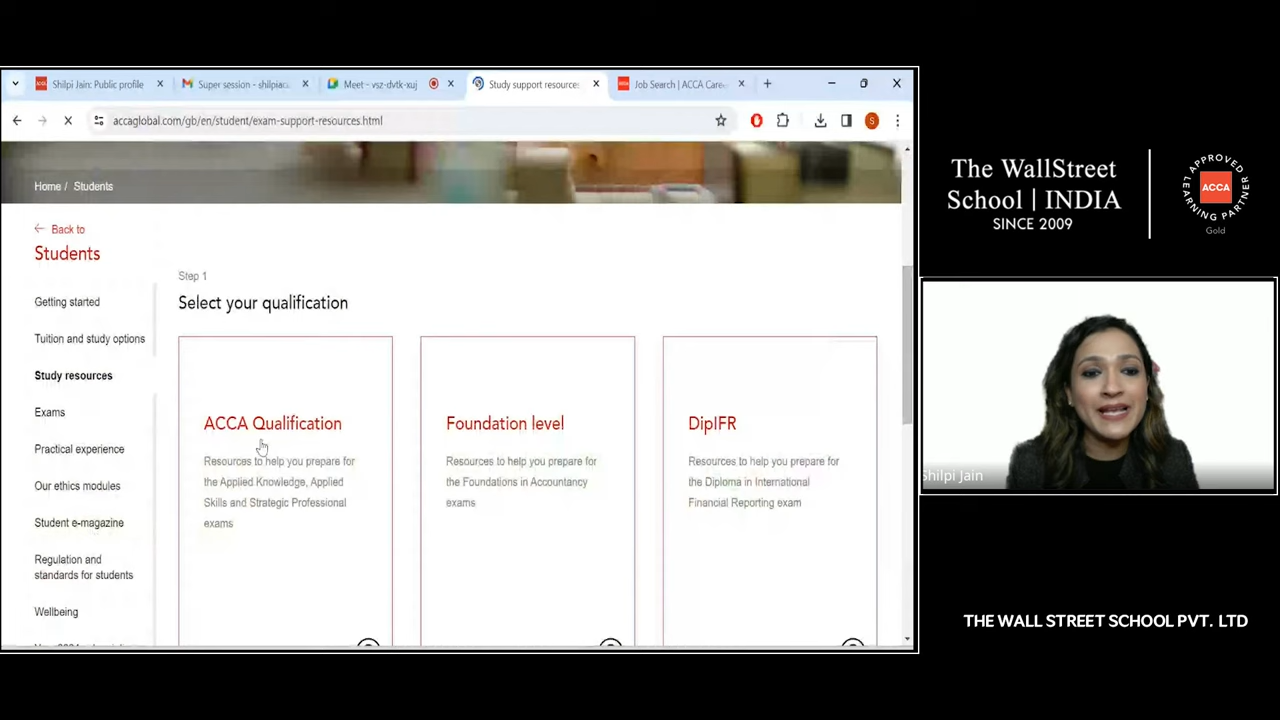 Shilpi Jain: Public profile
Super session - shilpiac
Meet - vsz-dvtk-xuj
Study support resources
Job Search | ACCA Care
accaglobal.com/gb/en/student/exam-support-resources.html
S
Home / Students
Back to
Students
Getting started
Tuition and study options
Study resources
Exams
Practical experience
Our ethics modules
Student e-magazine
Regulation and
standards for students
Wellbeing
Step 1
Select your qualification
ACCA Qualification
Resources to help you prepare for
the Applied Knowledge, Applied
Skills and Strategic Professional
exams
Foundation level
Resources to help you prepare for
the Foundations in Accountancy
exams
DipIFR
Resources to help you prepare for
the Diploma in International
Financial Reporting exam
The WallStreet
School | INDIA
SINCE 2009
APPROVED
LEARNING PARTNER
ACCA
Gold
Shilpi Jain
THE WALL STREET SCHOOL PVT. LTD